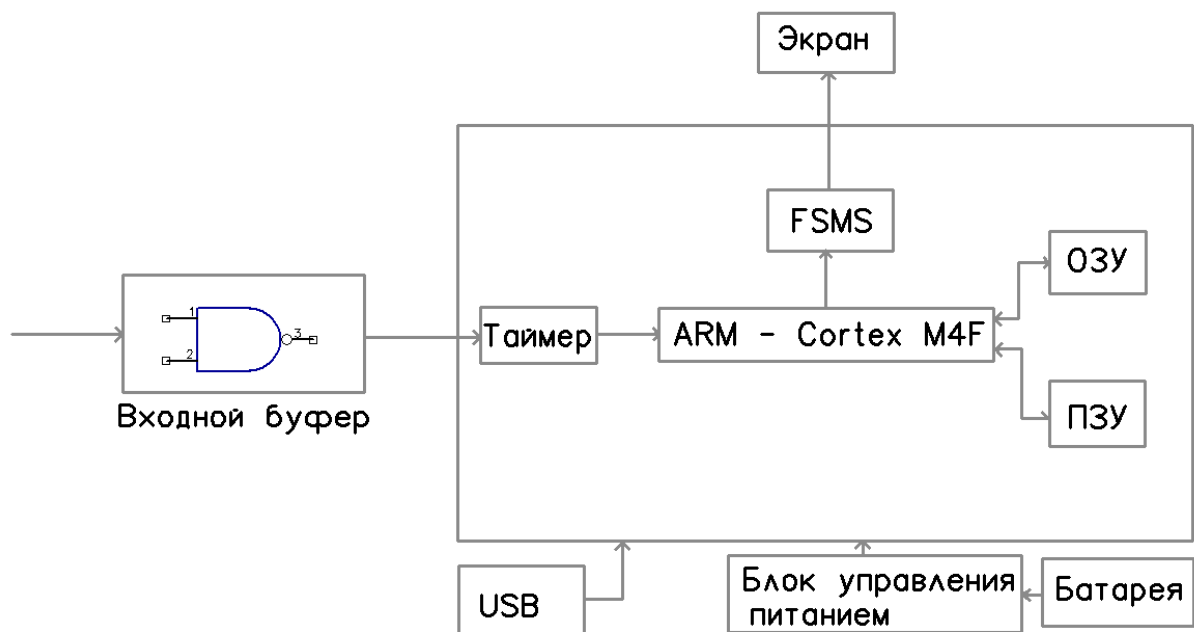 Экран
FSMS
ОЗУ
1
2
3
Таймер
ARM - Cortex M4F
Входной буфер
ПЗУ
USB
Блок управления
питанием
Батарея